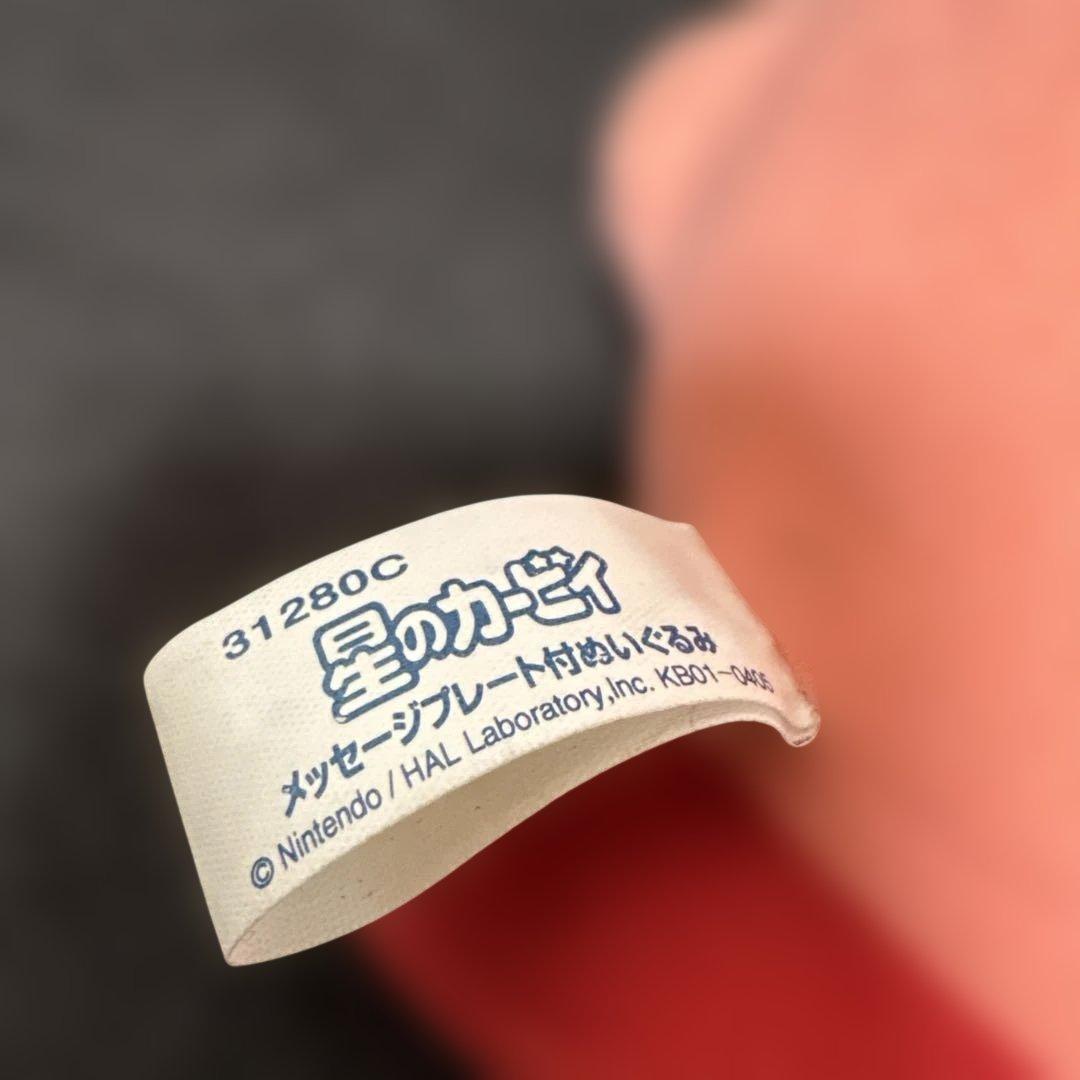 31280C
星のカービィ
メッセージプレート付ぬいぐるみ
© Nintendo / HAL Laboratory,Inc. KB01-0405